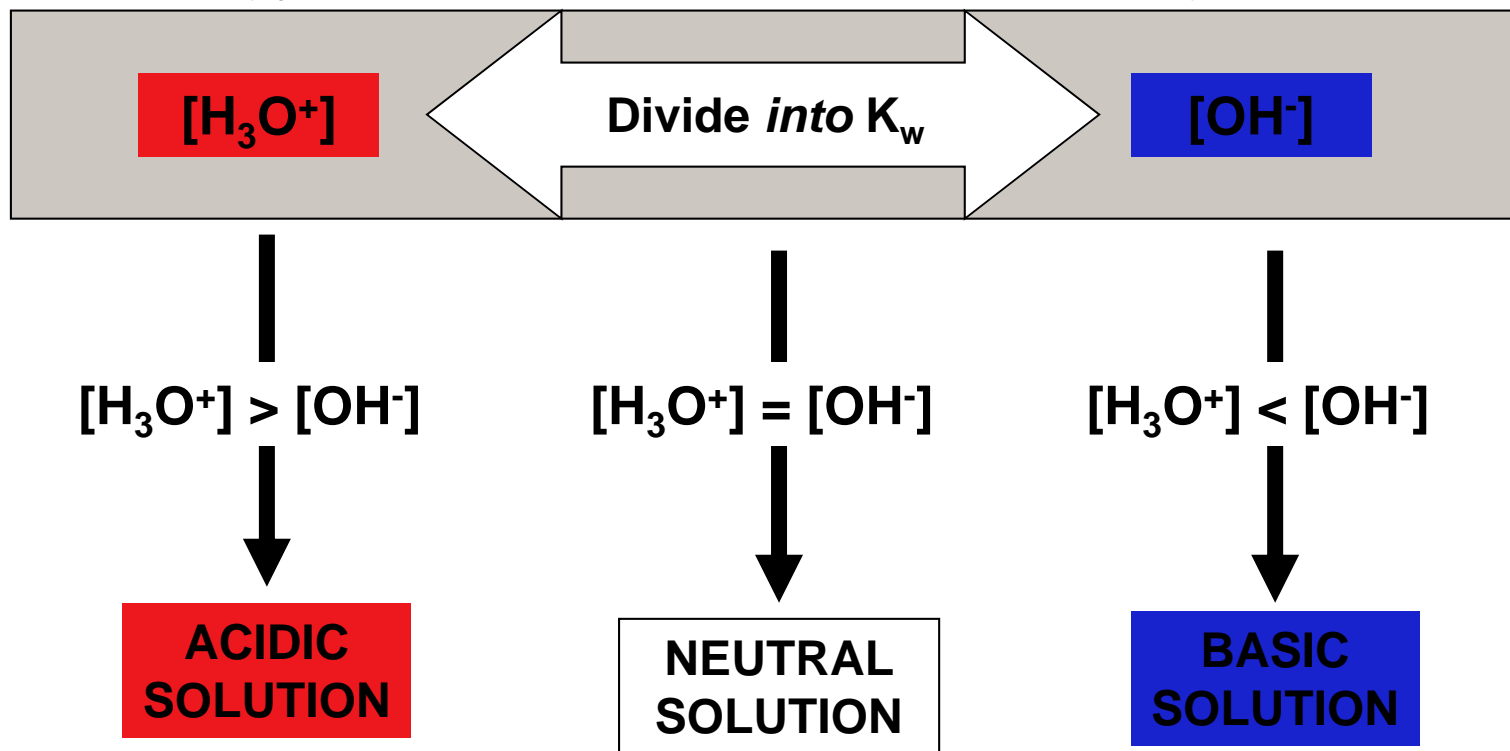 [H₃O⁺] Divide into Kw [OH⁻]
[H₃O⁺] > [OH⁻] [H₃O⁺] = [OH⁻] [H₃O⁺] < [OH⁻]
ACIDIC
SOLUTION
NEUTRAL
SOLUTION
BASIC
SOLUTION